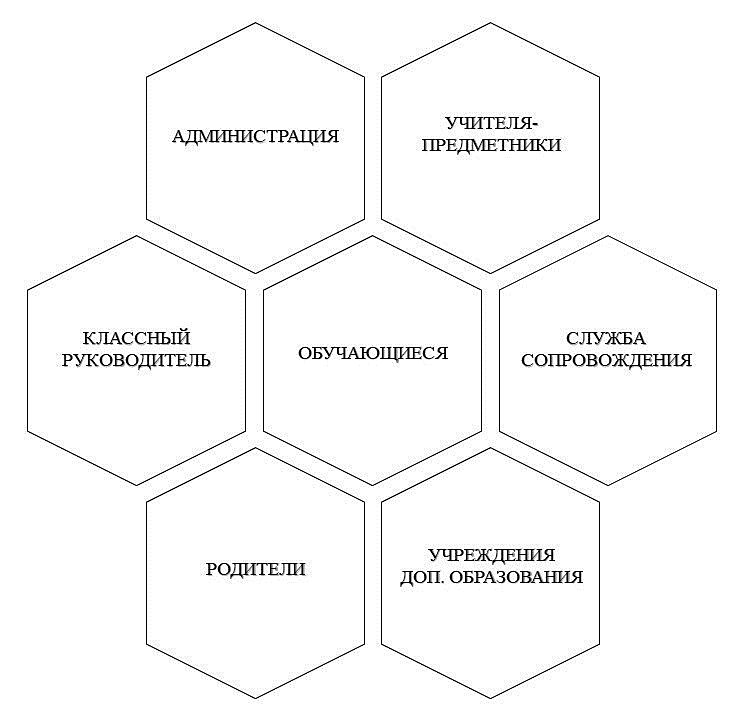 АДМИНИСТРАЦИЯ
УЧИТЕЛЯ-
ПРЕДМЕТНИКИ
КЛАССНЫЙ
РУКОВОДИТЕЛЬ
ОБУЧАЮЩИЕСЯ
СЛУЖБА
СОПРОВОЖДЕНИЯ
РОДИТЕЛИ
УЧРЕЖДЕНИЯ
ДОП. ОБРАЗОВАНИЯ